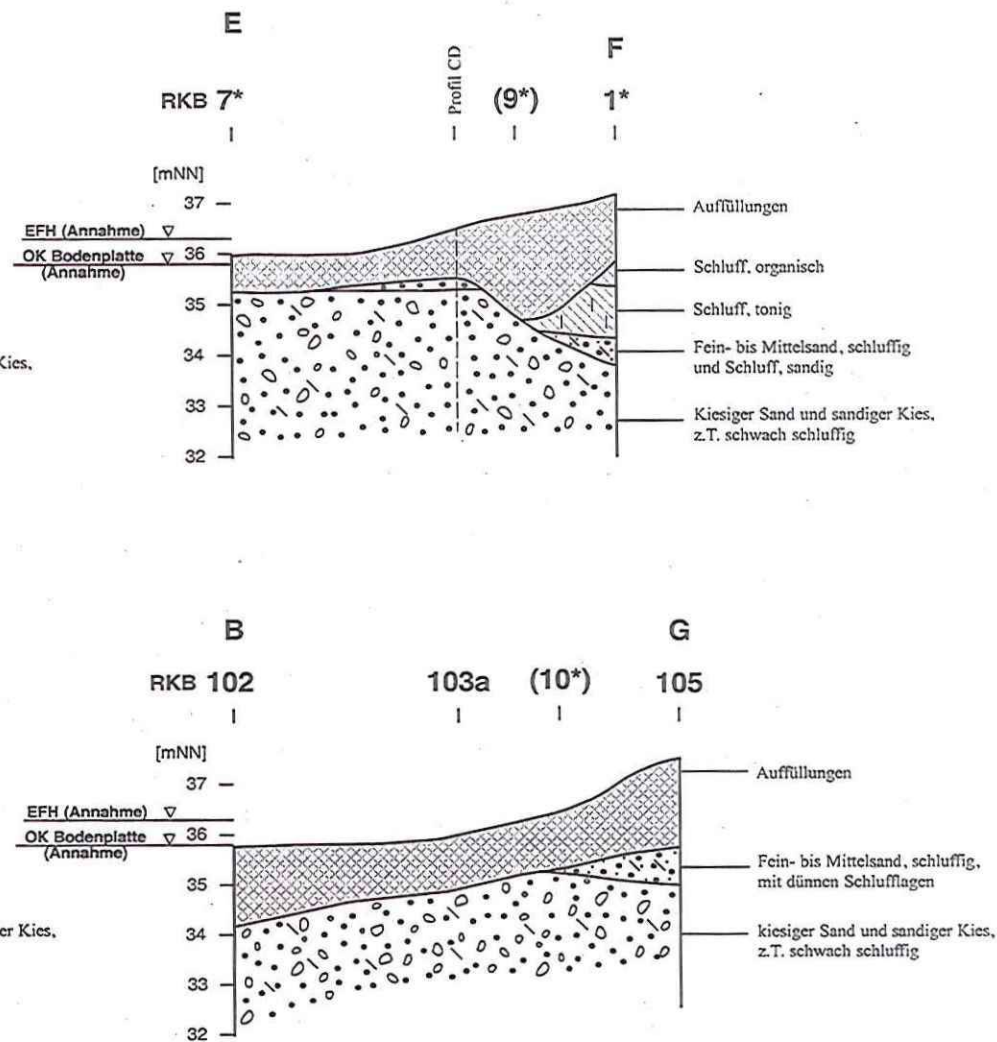 E
F
RKB 7*
Profil CD
(9*)
1*
[mNN]
37
EFH (Annahme)
36
OK Bodenplatte
(Annahme)
35
34
33
32
Auffüllungen
Schluff, organisch
Schluff, tonig
Fein- bis Mittelsand, schluffig
und Schluff, sandig
Kiesiger Sand und sandiger Kies,
z.T. schwach schluffig
Kies,
B
G
RKB 102
103a
(10*)
105
[mNN]
37
EFH (Annahme)
36
OK Bodenplatte
(Annahme)
35
34
33
32
Auffüllungen
Fein- bis Mittelsand, schluffig,
mit dünnen Schlufflagen
kiesiger Sand und sandiger Kies,
z.T. schwach schluffig
er Kies,